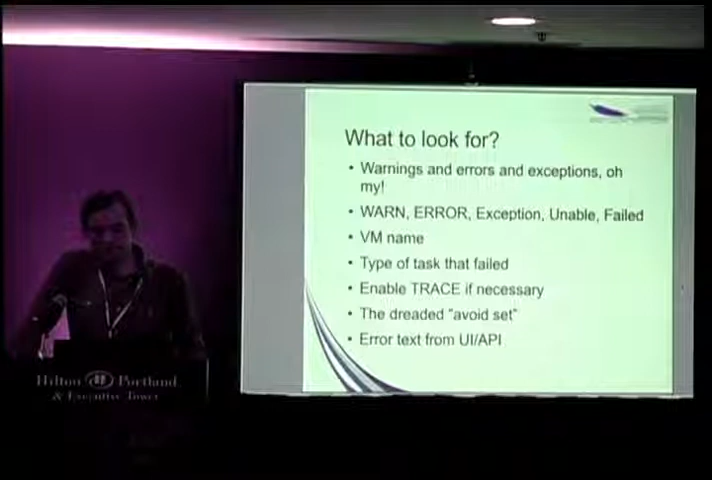 What to look for?
• Warnings and errors and exceptions, oh
my!
• WARN, ERROR, Exception, Unable, Failed
• VM name
• Type of task that failed
• Enable TRACE if necessary
• The dreaded "avoid set"
• Error text from UI/API
Hilton Portland
& Executive Tower